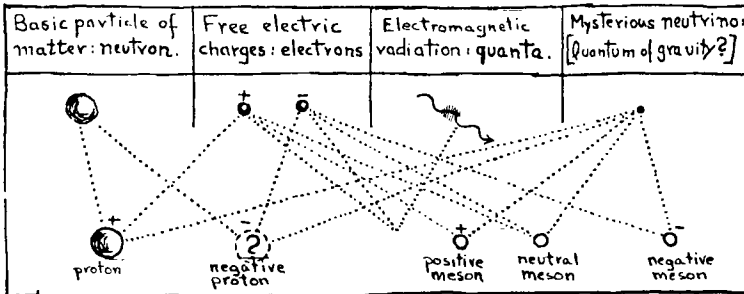 Basic particle of
matter: neutron.
Free electric
charges: electrons
Electromagnetic
radiation: quanta.
Mysterious neutrino:
[Quantum of gravity?]
+
−
+
proton
−
?
negative
proton
+
positive
meson
neutral
meson
−
negative
meson